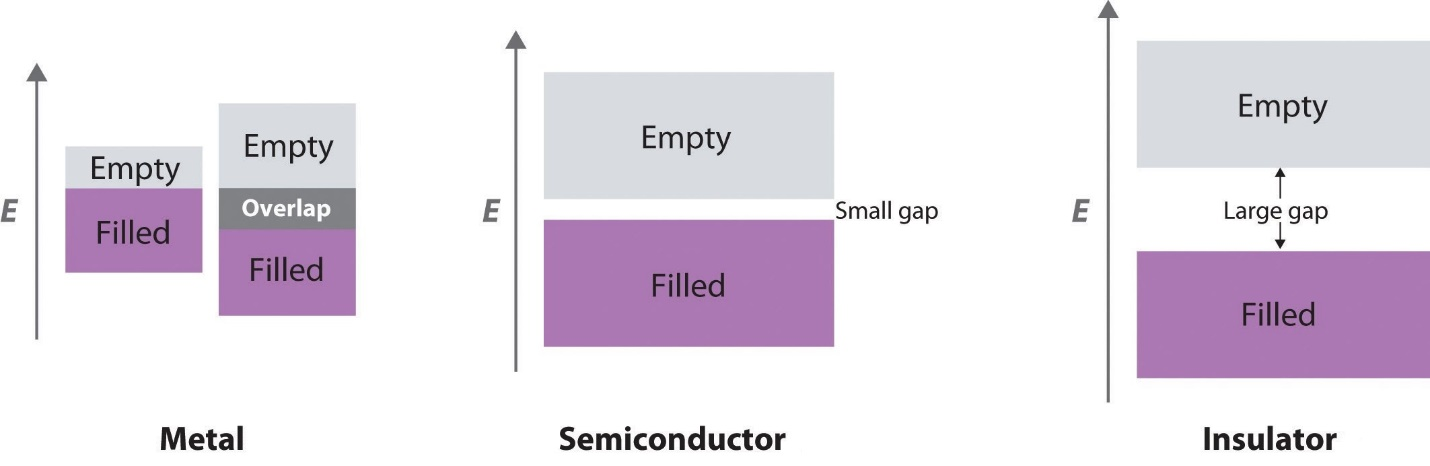 E
Empty
Filled
Empty
Overlap
Filled
Metal
E
Empty
Small gap
Filled
Semiconductor
E
Empty
Large gap
Filled
Insulator